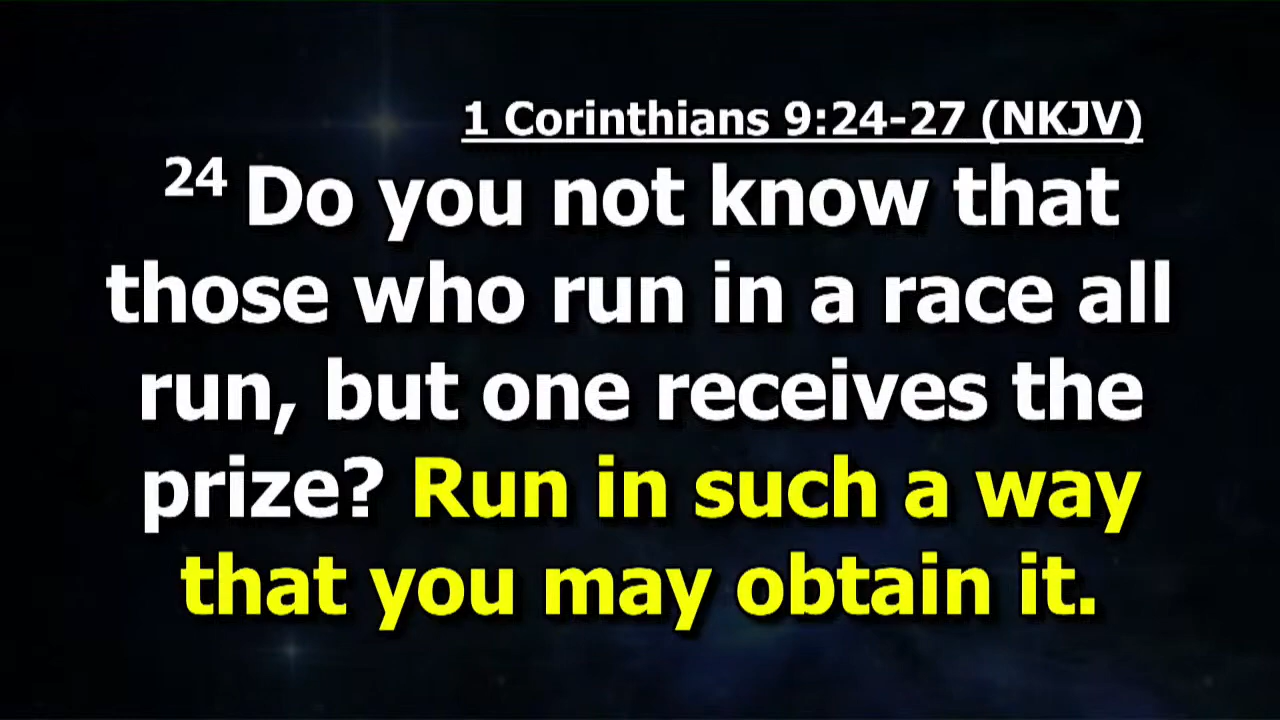 1 Corinthians 9:24-27 (NKJV)
24 Do you not know that
those who run in a race all
run, but one receives the
prize? Run in such a way
that you may obtain it.